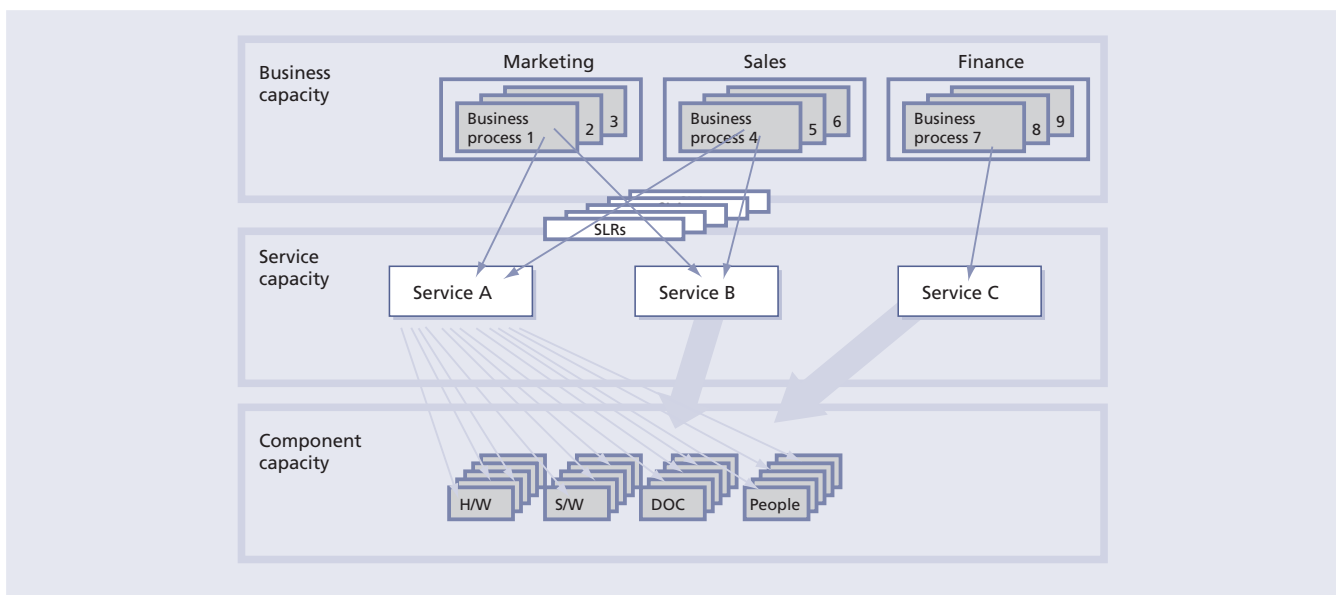 Marketing
Sales
Finance
Business
capacity
Business
process 1
2
3
Business
process 4
5
6
Business
process 7
8
9
SLRs
Service
capacity
Service A
Service B
Service C
Component
capacity
H/W
S/W
DOC
People